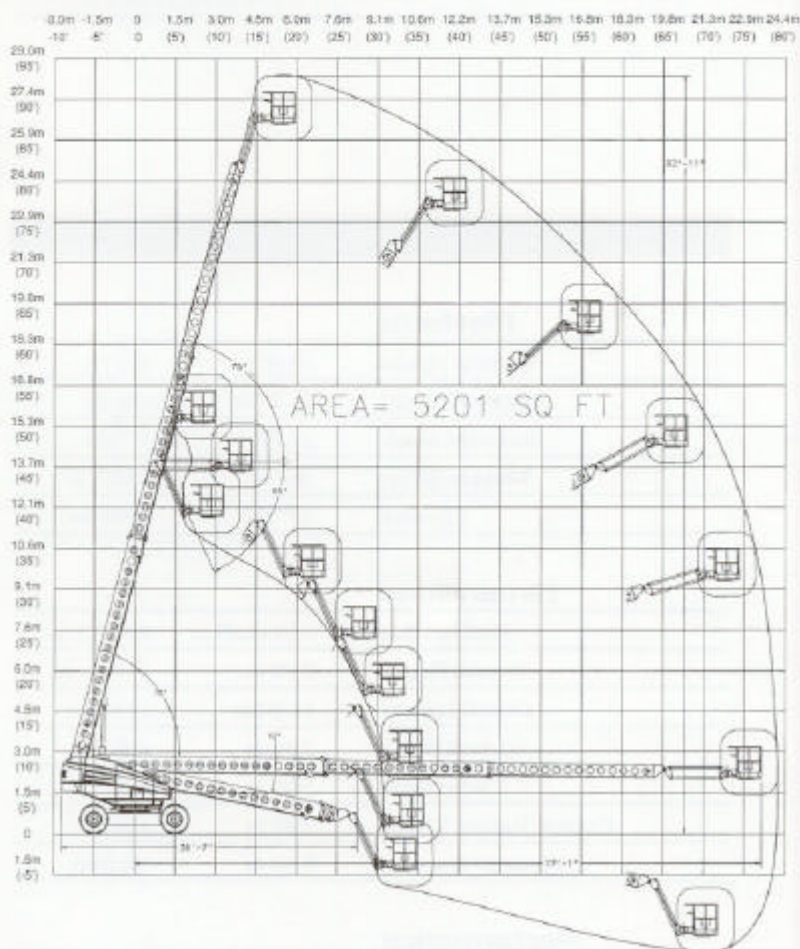 -3.0m -1.5m 0 1.5m 3.0m 4.5m 6.0m 7.6m 9.1m 10.6m 12.2m 13.7m 15.3m 16.8m 18.3m 19.8m 21.3m 22.9m 24.4m
-10' -5' 0 (5') (10') (15') (20') (25') (30') (35') (40') (45') (50') (55') (60') (65') (70') (75') (80')
29.0m
(95')
27.4m
(90')
25.9m
(85')
24.4m
(80')
22.9m
(75')
21.3m
(70')
19.8m
(65')
18.3m
(60')
16.8m
(55')
AREA= 5201 SQ FT
15.3m
(50')
13.7m
(45')
12.1m
(40')
10.6m
(35')
9.1m
(30')
7.6m
(25')
6.0m
(20')
4.5m
(15')
3.0m
(10')
1.5m
(5')
0
1.5m
(-5')